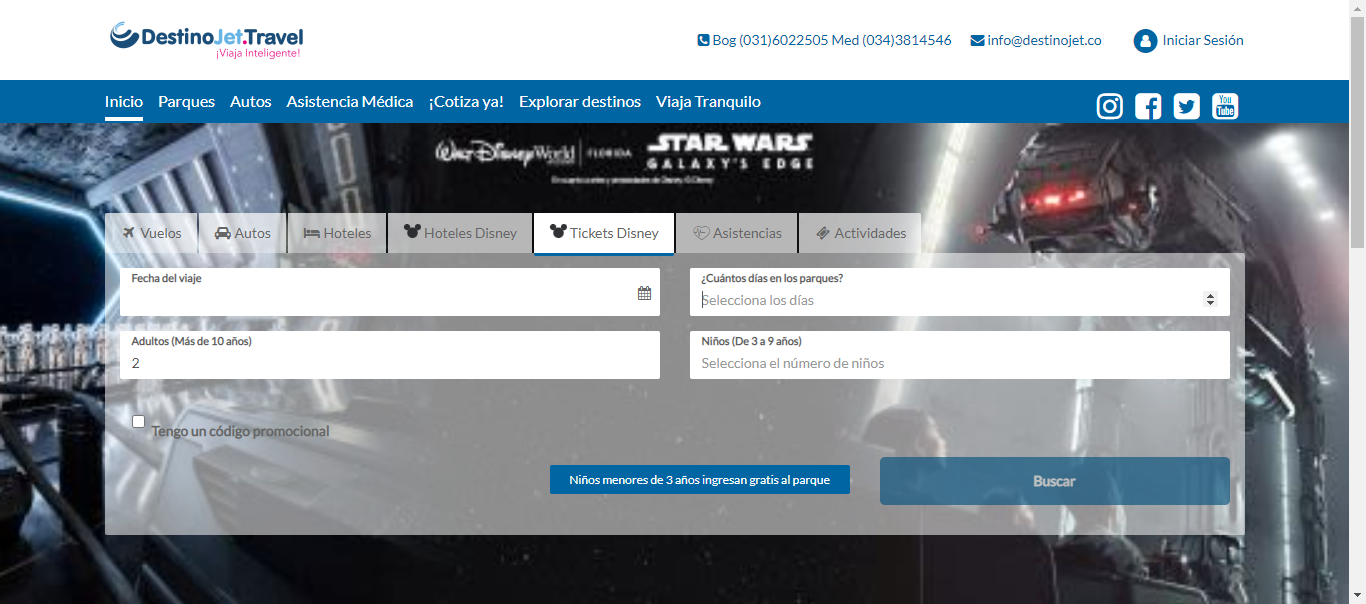 DestinoJet.Travel
¡Viaja Inteligente!
Bog (031)6022505 Med (034)3814546
info@destinojet.co
Iniciar Sesión
Inicio Parques Autos Asistencia Médica ¡Cotiza ya! Explorar destinos Viaja Tranquilo
You
Tube
Walt Disney World FLORIDA
STAR WARS
GALAXY'S EDGE
Vuelos Autos Hoteles Hoteles Disney Tickets Disney Asistencias Actividades
Fecha del viaje
¿Cuántos días en los parques?
Selecciona los días
Adultos (Más de 10 años)
2
Niños (De 3 a 9 años)
Selecciona el número de niños
Tengo un código promocional
Niños menores de 3 años ingresan gratis al parque
Buscar